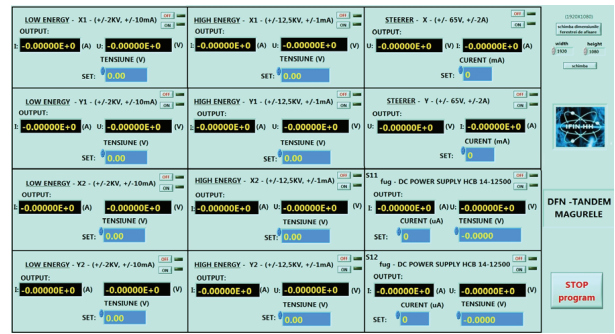 LOW ENERGY - X1 - (+/-2KV, +/-10mA) OFF
OUTPUT: ON
I: -0.00000E+0 (A) U: -0.00000E+0 (V)
TENSIUNE (V)
SET: 0.00
HIGH ENERGY - X1 - (+/-12,5KV, +/-1mA) OFF
OUTPUT: ON
I: -0.00000E+0 (A) U: -0.00000E+0 (V)
TENSIUNE (V)
SET: 0.00
STEERER - X - (+/- 65V, +/-2A) OFF
OUTPUT: ON
U: -0.00000E+0 (V) I: -0.00000E+0 (A)
CURENT (mA)
SET: 0
LOW ENERGY - Y1 - (+/-2KV, +/-10mA) OFF
OUTPUT: ON
I: -0.00000E+0 (A) U: -0.00000E+0 (V)
TENSIUNE (V)
SET: 0.00
HIGH ENERGY - Y1 - (+/-12,5KV, +/-1mA) OFF
OUTPUT: ON
I: -0.00000E+0 (A) U: -0.00000E+0 (V)
TENSIUNE (V)
SET: 0.00
STEERER - Y - (+/- 65V, +/-2A) OFF
OUTPUT: ON
U: -0.00000E+0 (V) I: -0.00000E+0 (A)
CURENT (mA)
SET: 0
LOW ENERGY - X2 - (+/-2KV, +/-10mA) OFF
OUTPUT: ON
I: -0.00000E+0 (A) U: -0.00000E+0 (V)
TENSIUNE (V)
SET: 0.00
HIGH ENERGY - X2 - (+/-12,5KV, +/-1mA) OFF
OUTPUT: ON
I: -0.00000E+0 (A) U: -0.00000E+0 (V)
TENSIUNE (V)
SET: 0.00
S11 OFF
fug - DC POWER SUPPLY HCB 14-12500 ON
OUTPUT:
I: -0.00000E+0 (A) U: -0.00000E+0 (V)
CURENT (uA) TENSIUNE (V)
SET: 0 -0.0000
LOW ENERGY - Y2 - (+/-2KV, +/-10mA) OFF
OUTPUT: ON
I: -0.00000E+0 (A) U: -0.00000E+0 (V)
TENSIUNE (V)
SET: 0.00
HIGH ENERGY - Y2 - (+/-12,5KV, +/-1mA) OFF
OUTPUT: ON
I: -0.00000E+0 (A) U: -0.00000E+0 (V)
TENSIUNE (V)
SET: 0.00
S12 OFF
fug - DC POWER SUPPLY HCB 14-12500 ON
OUTPUT:
I: -0.00000E+0 (A) U: -0.00000E+0 (V)
CURENT (uA) TENSIUNE (V)
SET: 0 -0.0000
(1920X1080)
schimba dimensiunile
ferestrei de afisare
width height
1920 1080
schimba
IFIN-HH
DFN -TANDEM
MAGURELE
STOP
program